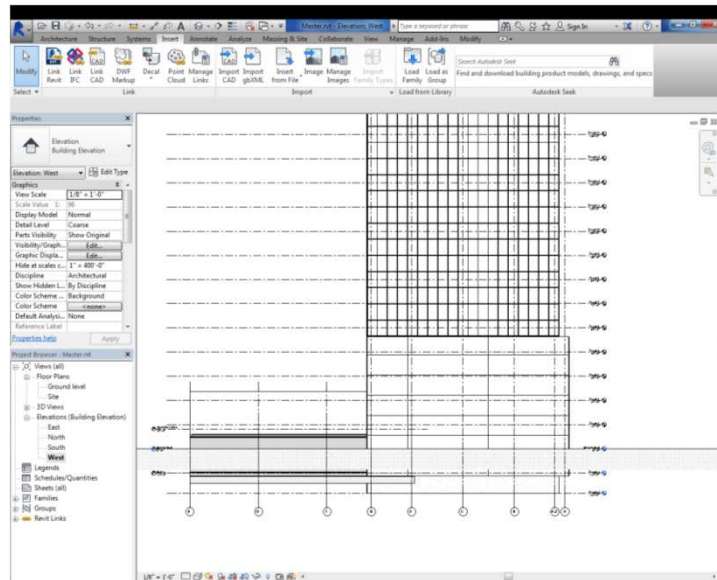 Master.rvt - Elevation: West
Type a keyword or phrase
Sign In
Architecture Structure Systems Insert Annotate Analyze Massing & Site Collaborate View Manage Add-Ins Modify
Modify
Link Revit
Link IFC
Link CAD
DWF Markup
Decal
Point Cloud
Manage Links
Import CAD
Import gbXML
Insert from File
Image
Manage Images
Import Family Types
Load Family
Load as Group
Search Autodesk Seek
Find and download building product models, drawings, and specs
Select
Link
Import
Load from Library
Autodesk Seek
Properties
Elevation
Building Elevation
Elevation: West
Edit Type
Graphics
View Scale 1/8" = 1'-0"
Scale Value 1: 96
Display Model Normal
Detail Level Coarse
Parts Visibility Show Original
Visibility/Graph... Edit...
Graphic Displa... Edit...
Hide at scales c... 1" = 400'-0"
Discipline Architectural
Show Hidden L... By Discipline
Color Scheme ... Background
Color Scheme <none>
Default Analysi... None
Reference Label
Properties help
Apply
Project Browser - Master.rvt
Views (all)
Floor Plans
Ground level
Site
3D Views
Elevations (Building Elevation)
East
North
South
West
Legends
Schedules/Quantities
Sheets (all)
Families
Groups
Revit Links
1/8" = 1'-0"